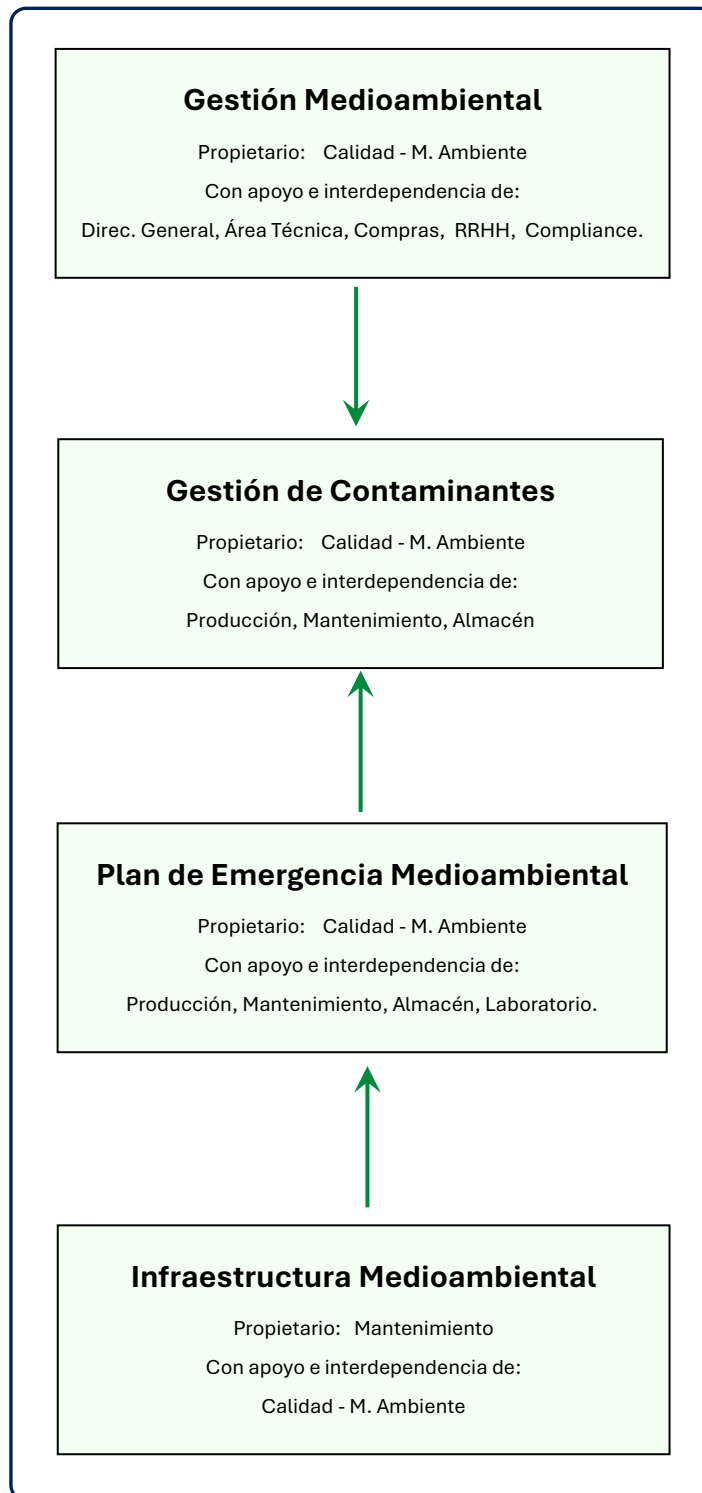 Gestión Medioambiental
Propietario: Calidad - M. Ambiente
Con apoyo e interdependencia de:
Direc. General, Área Técnica, Compras, RRHH, Compliance.
Gestión de Contaminantes
Propietario: Calidad - M. Ambiente
Con apoyo e interdependencia de:
Producción, Mantenimiento, Almacén
Plan de Emergencia Medioambiental
Propietario: Calidad - M. Ambiente
Con apoyo e interdependencia de:
Producción, Mantenimiento, Almacén, Laboratorio.
Infraestructura Medioambiental
Propietario: Mantenimiento
Con apoyo e interdependencia de:
Calidad - M. Ambiente